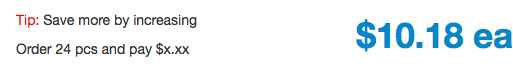 Tip: Save more by increasing
Order 24 pcs and pay $x.xx
$10.18 ea